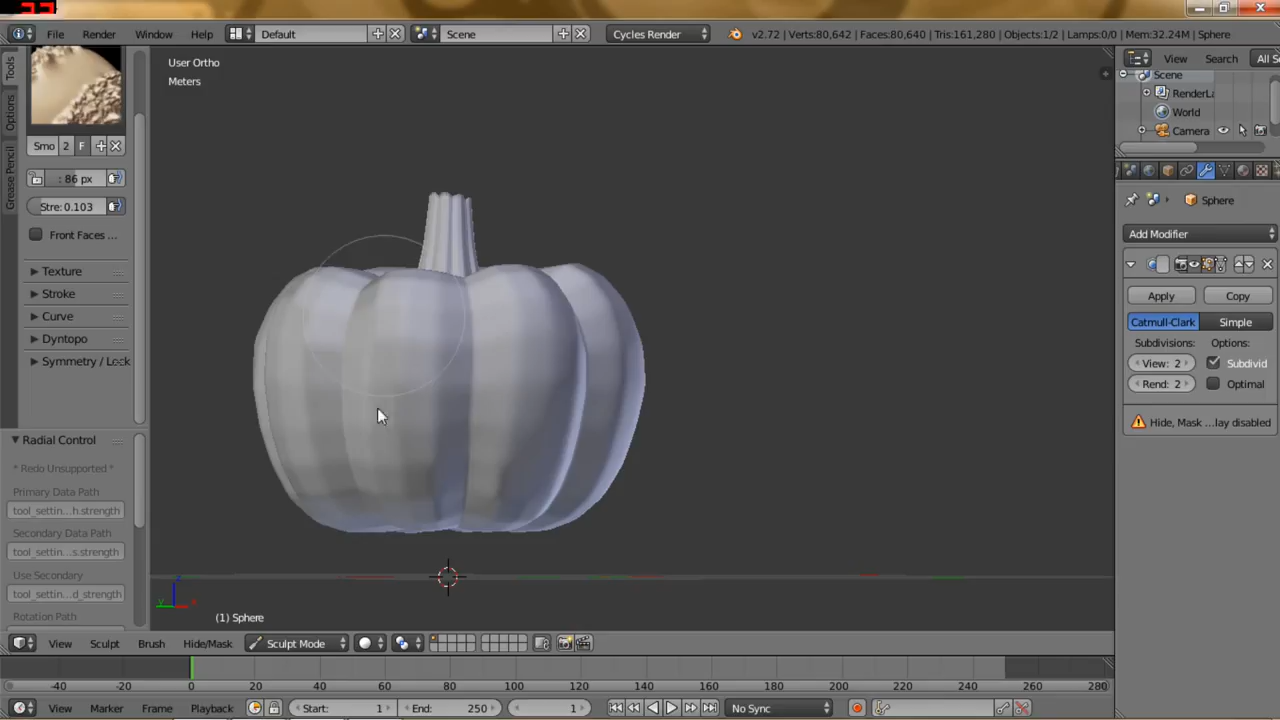 33
File Render Window Help Default Scene Cycles Render v2.72 | Verts:80,642 | Faces:80,640 | Tris:161,280 | Objects:1/2 | Lamps:0/0 | Mem:32.24M | Sphere
User Ortho
Meters
Tools
Options
Grease Pencil
Smo 2 F
: 86 px
Stre: 0.103
Front Faces ...
Texture
Stroke
Curve
Dyntopo
Symmetry / Lock
Radial Control
* Redo Unsupported *
Primary Data Path
tool_settin...h.strength
Secondary Data Path
tool_settin...s.strength
Use Secondary
tool_settin...d_strength
Rotation Path
View Search All S
Scene
RenderLa
World
Camera
Sphere
Add Modifier
Apply Copy
Catmull-Clark Simple
Subdivisions: Options:
View: 2 Subdivid
Rend: 2 Optimal
Hide, Mask ...lay disabled
z
y x
(1) Sphere
View Sculpt Brush Hide/Mask Sculpt Mode
-40 -20 0 20 40 60 80 100 120 140 160 180 200 220 240 260 280
View Marker Frame Playback Start: 1 End: 250 1 No Sync